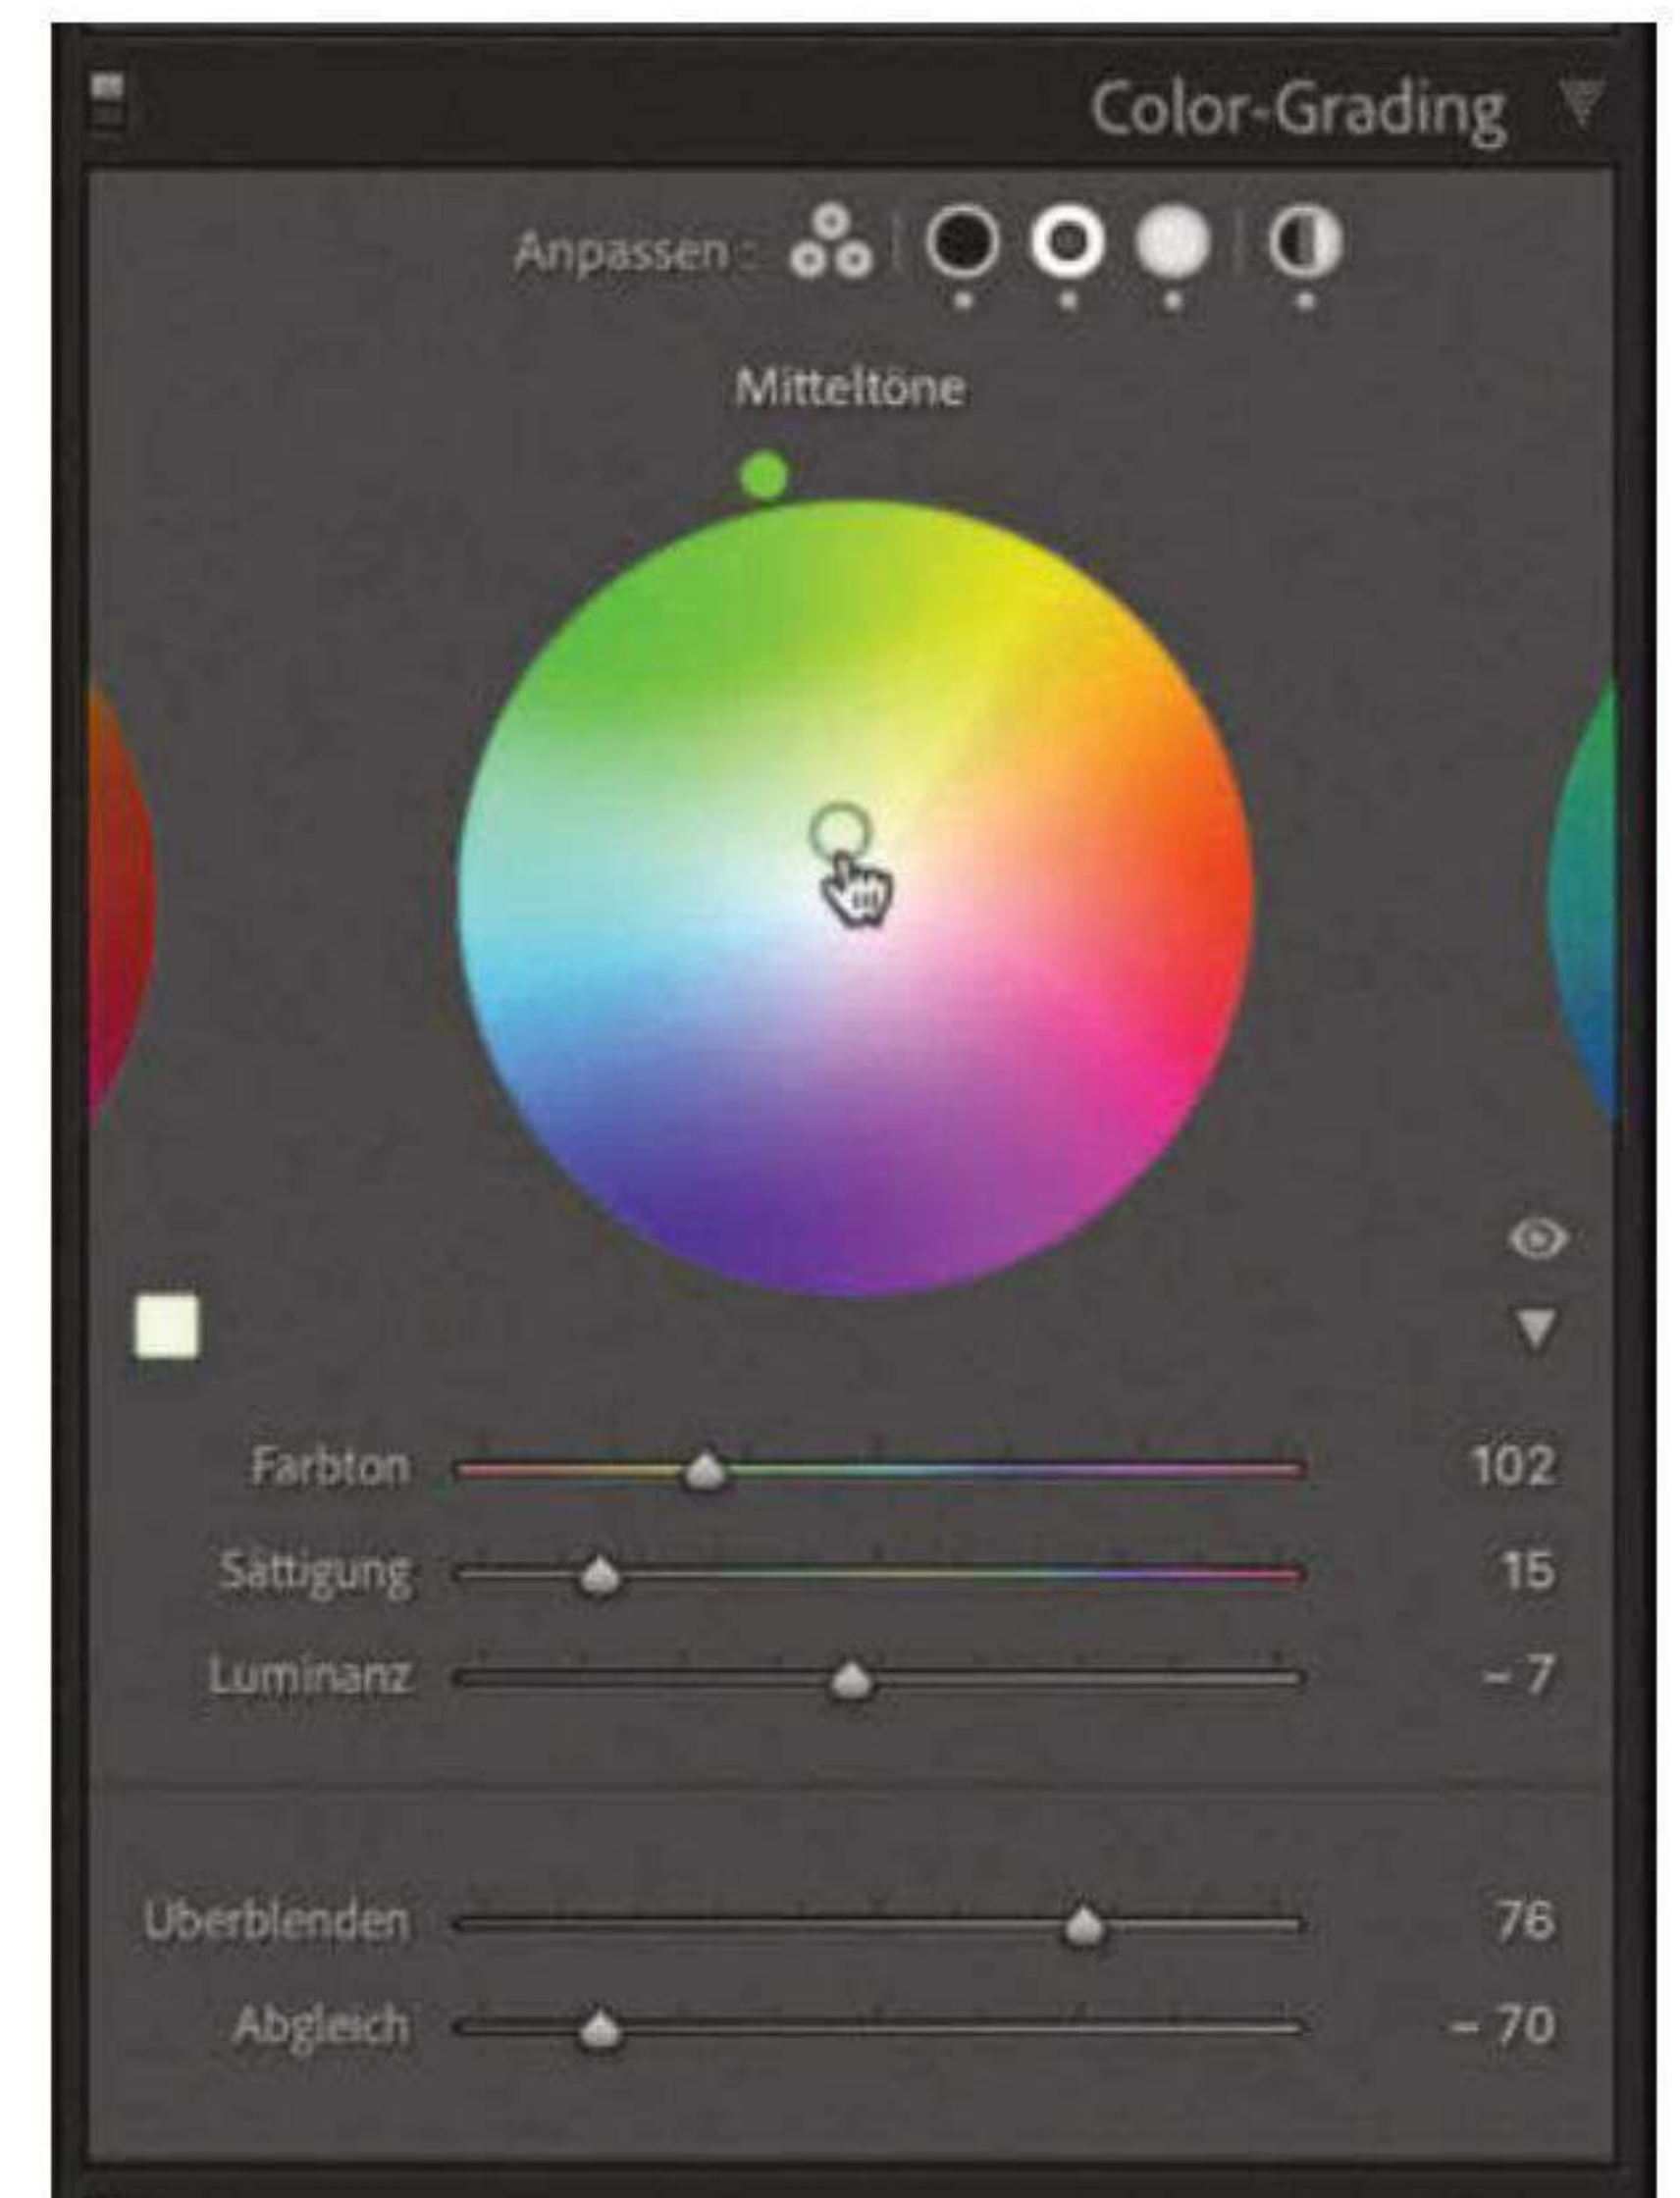 Color-Grading
Anpassen :
Mitteltöne
Farbton 102
Sättigung 15
Luminanz – 7
Überblenden 76
Abgleich – 70